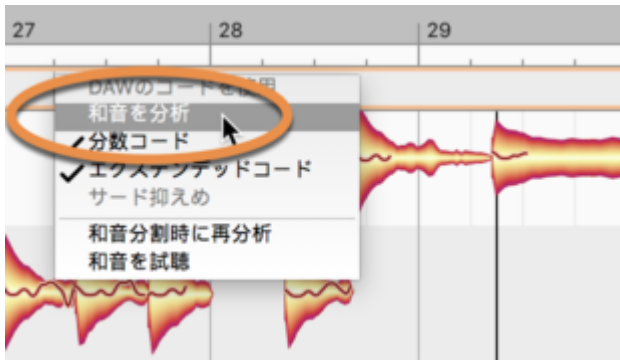 27 28 29
DAWのコードを使用
和音を分析
分数コード
エクステンデッドコード
サード抑えめ
和音分割時に再分析
和音を試聴